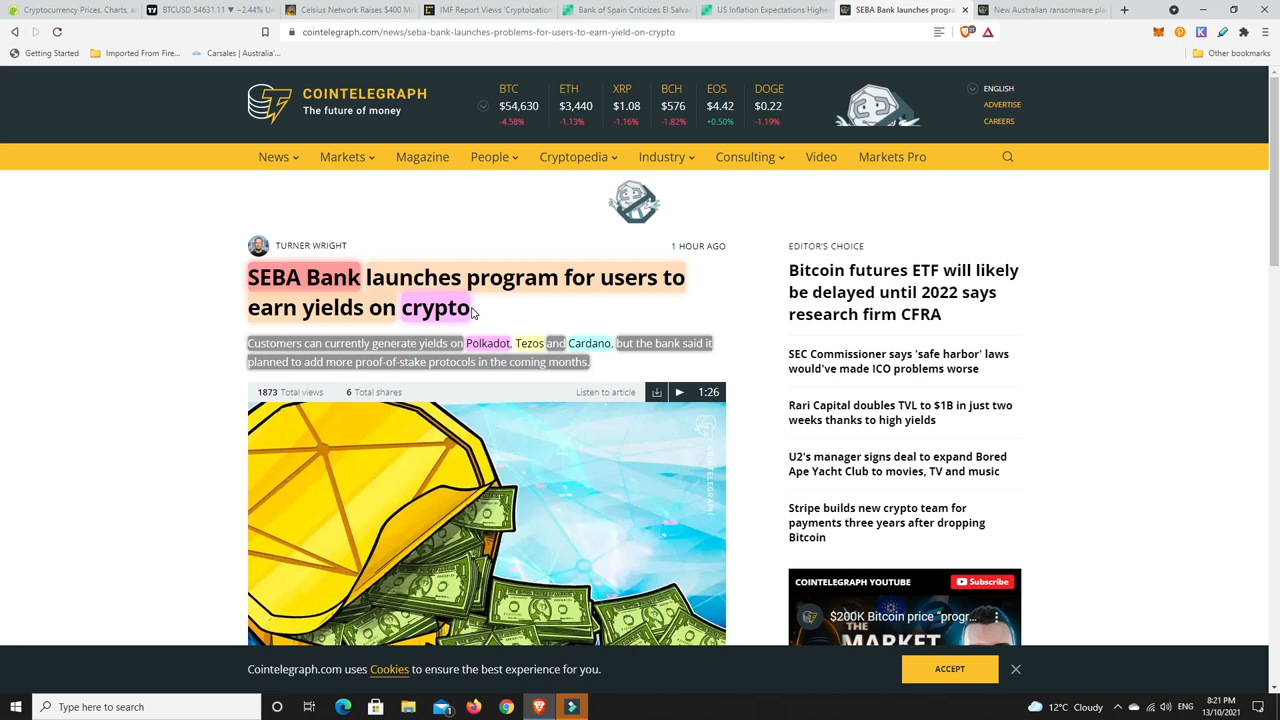 Cryptocurrency Prices, Charts, a
BTCUSD 54631.11 ▼ +2.44% Un
Celsius Network Raises $400 Mi
IMF Report Views 'Cryptoization
Bank of Spain Criticizes El Salva
US Inflation Expectations Highe
SEBA Bank launches progra
New Australian ransomware pla
cointelegraph.com/news/seba-bank-launches-problems-for-users-to-earn-yield-on-crypto
Getting Started
Imported From Fire...
Carsales | Australia'...
Other bookmarks
COINTELEGRAPH
The future of money
BTC ETH XRP BCH EOS DOGE
$54,630 $3,440 $1.08 $576 $4.42 $0.22
-4.58% -1.13% -1.16% -1.82% +0.50% -1.19%
ENGLISH
ADVERTISE
CAREERS
News Markets Magazine People Cryptopedia Industry Consulting Video Markets Pro
TURNER WRIGHT
1 HOUR AGO
SEBA Bank launches program for users to
earn yields on crypto
Customers can currently generate yields on Polkadot, Tezos and Cardano, but the bank said it
planned to add more proof-of-stake protocols in the coming months.
1873 Total views 6 Total shares Listen to article 1:26
COINTELEGRAPH
EDITOR'S CHOICE
Bitcoin futures ETF will likely
be delayed until 2022 says
research firm CFRA
SEC Commissioner says 'safe harbor' laws
would've made ICO problems worse
Rari Capital doubles TVL to $1B in just two
weeks thanks to high yields
U2's manager signs deal to expand Bored
Ape Yacht Club to movies, TV and music
Stripe builds new crypto team for
payments three years after dropping
Bitcoin
COINTELEGRAPH YOUTUBE
Subscribe
$200K Bitcoin price "progr...
THE
MARKET
Cointelegraph.com uses Cookies to ensure the best experience for you.
ACCEPT
Type here to search
12°C Cloudy
ENG
8:21 PM
13/10/2021